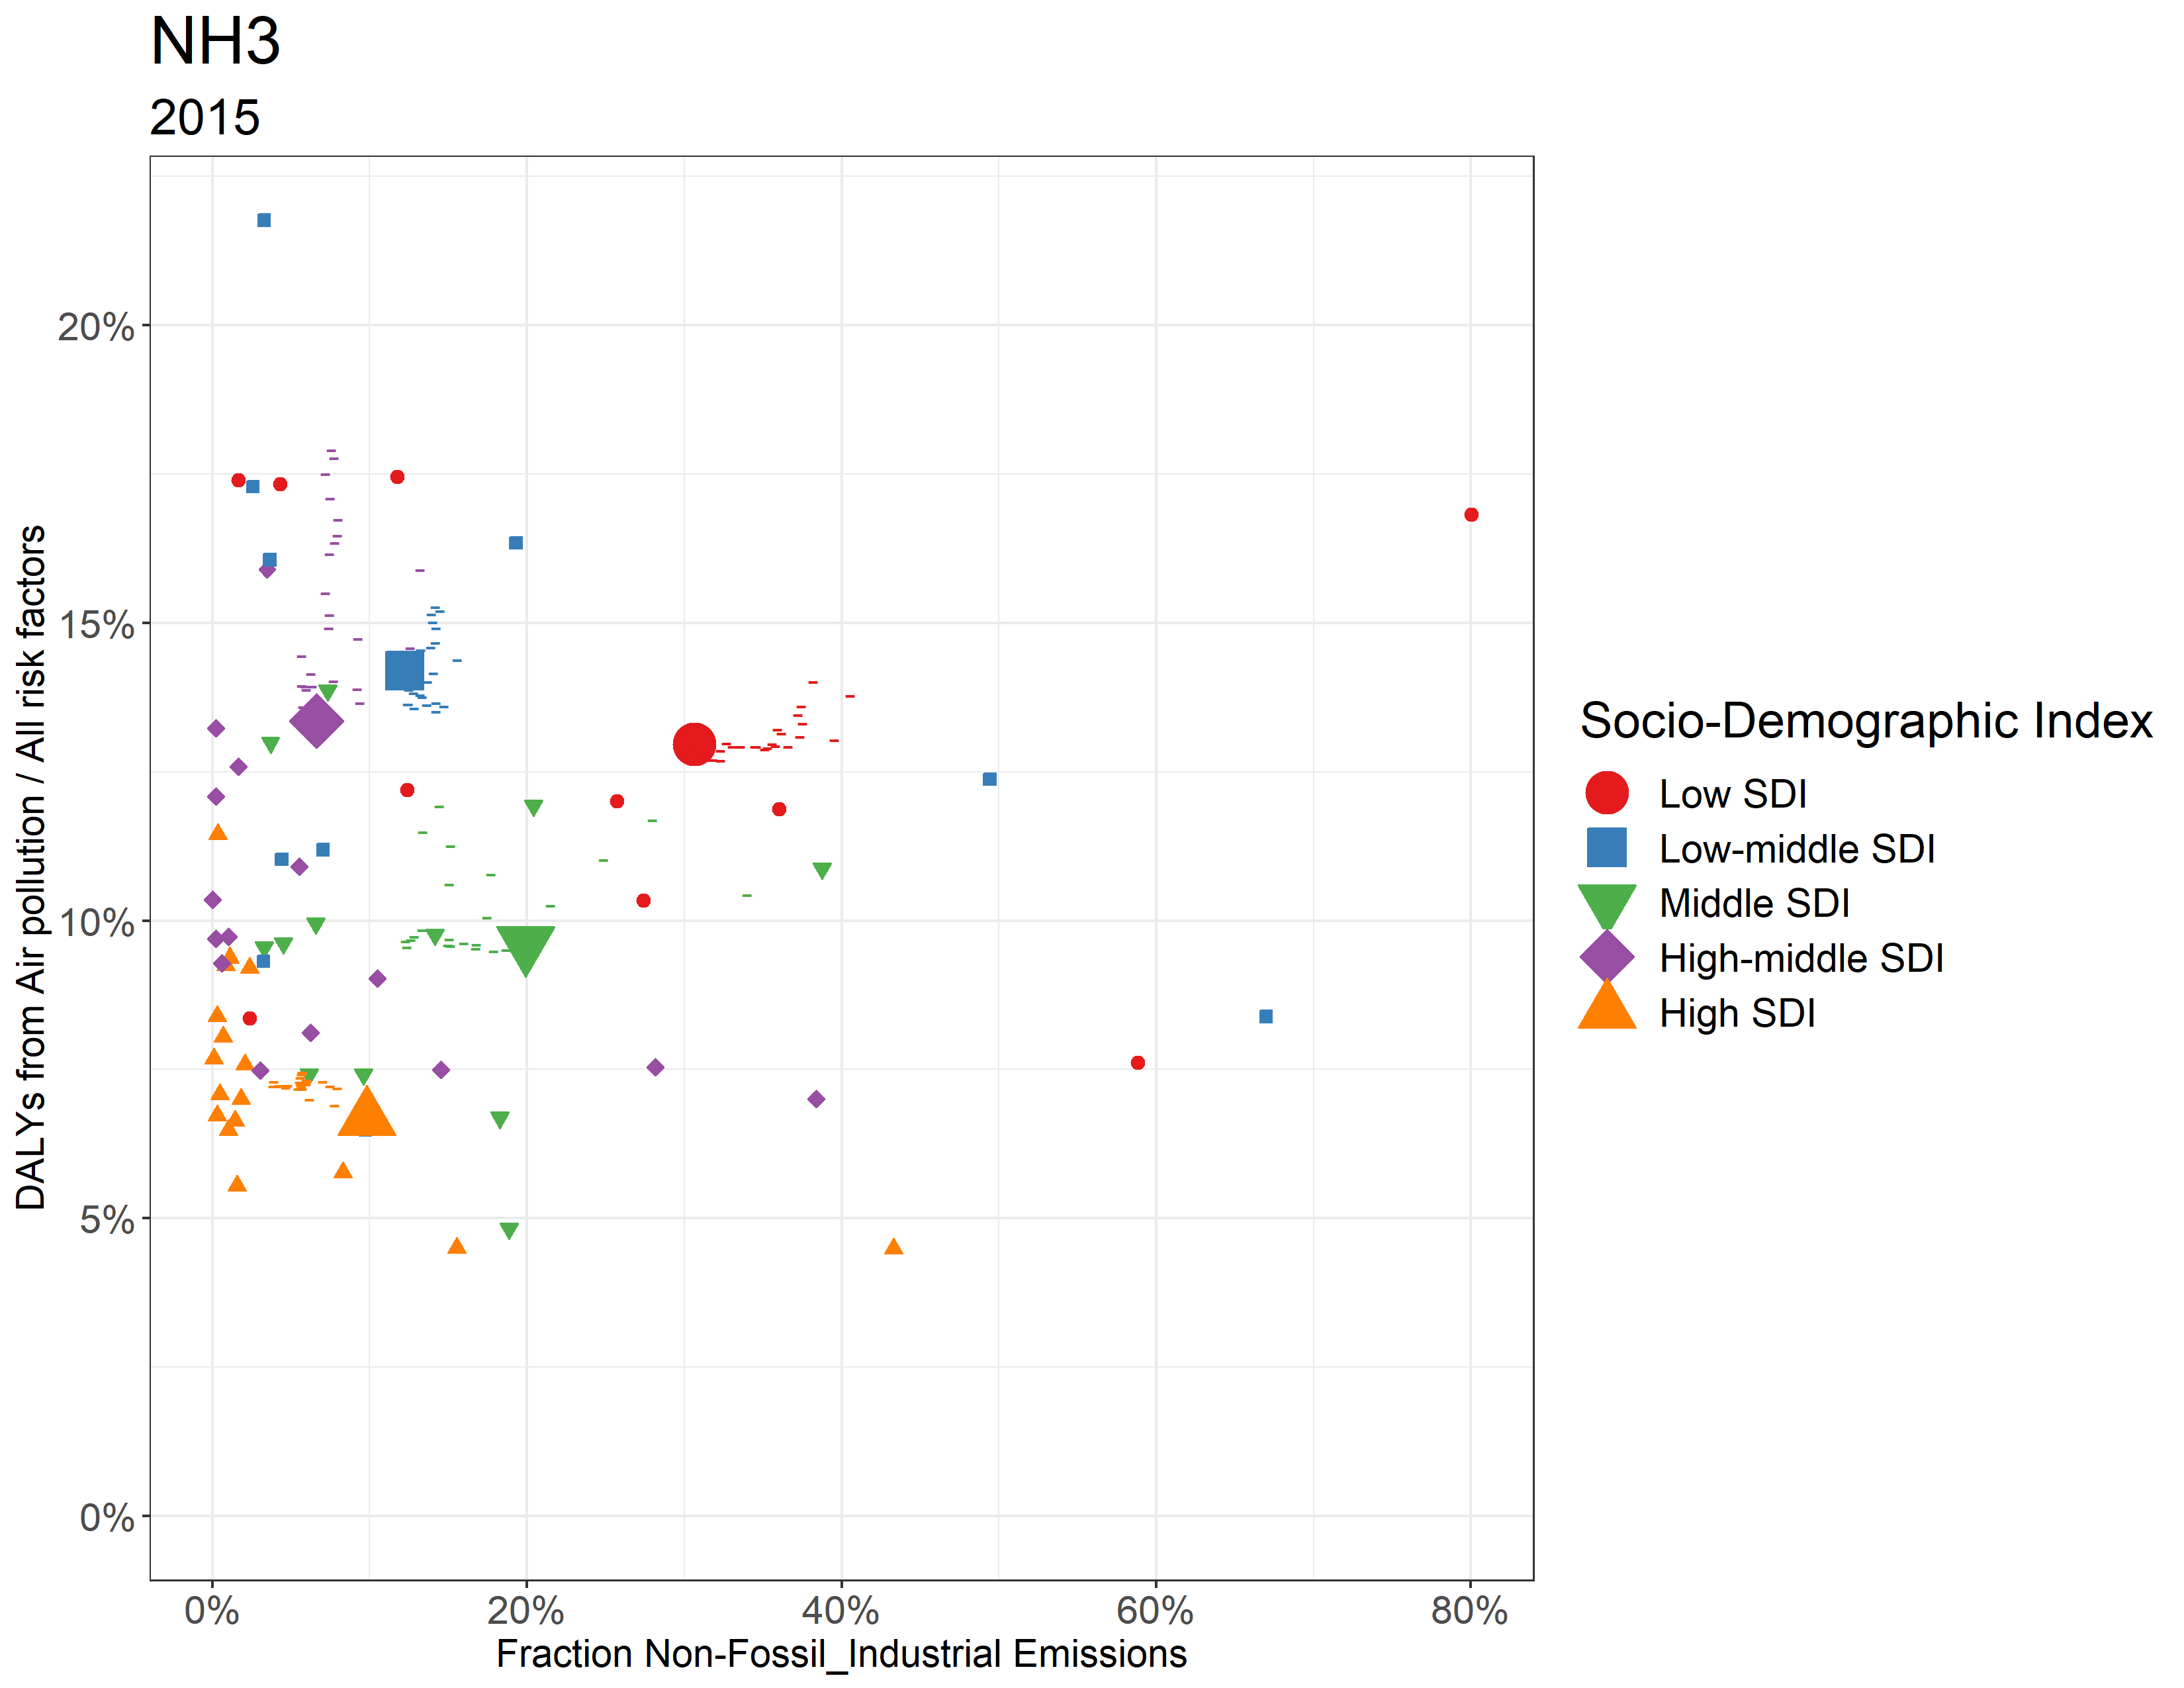 NH3
2015
DALYs from Air pollution / All risk factors
20%
15%
10%
5%
0%
0%
20%
40%
60%
80%
Fraction Non-Fossil_Industrial Emissions
Socio-Demographic Index
Low SDI
Low-middle SDI
Middle SDI
High-middle SDI
High SDI